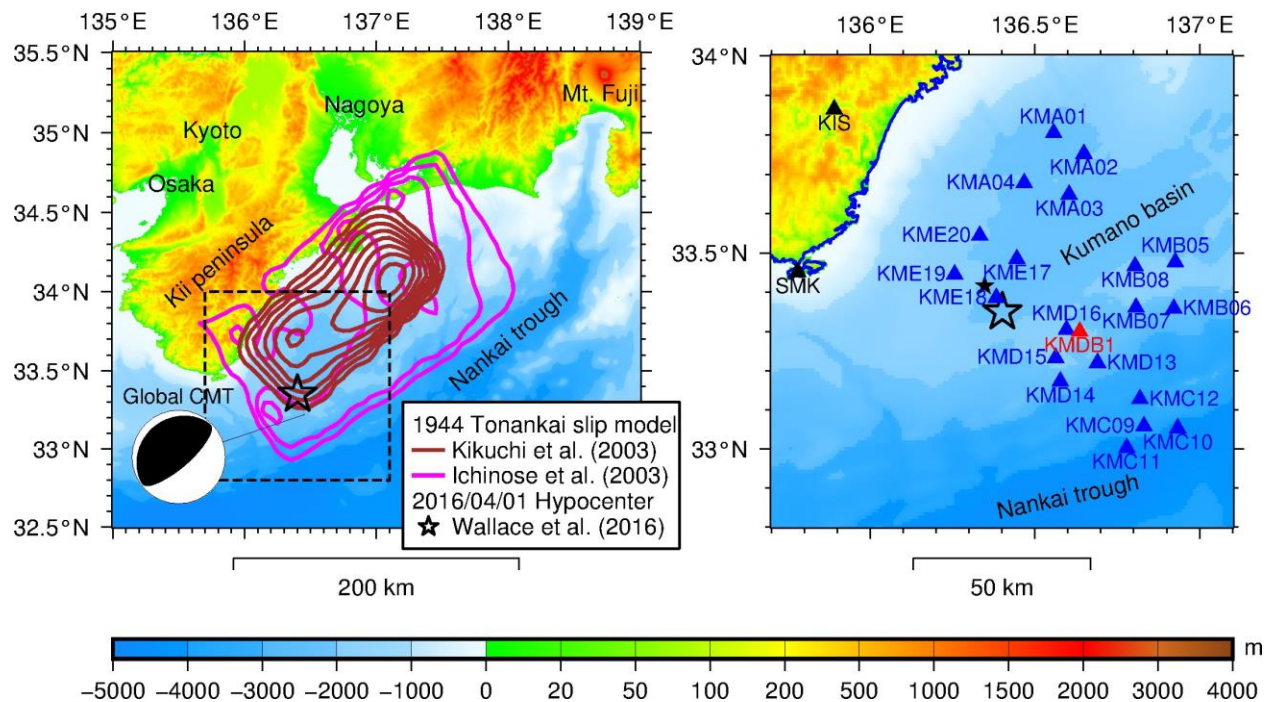 135°E 136°E 137°E 138°E 139°E
35.5°N
35°N
34.5°N
34°N
33.5°N
33°N
32.5°N
Mt. Fuji
Nagoya
Kyoto
Osaka
Kii peninsula
Nankai trough
Global CMT
1944 Tonankai slip model
Kikuchi et al. (2003)
Ichinose et al. (2003)
2016/04/01 Hypocenter
Wallace et al. (2016)
200 km
136°E 136.5°E 137°E
34°N
33.5°N
33°N
KIS
KMA01
KMA02
KMA04
KMA03
Kumano basin
KME20
KMB05
KME19
KME17
KMB08
SMK
KME18
KMD16
KMB07
KMB06
KMDB1
KMD15
KMD13
KMD14
KMC12
KMC09
KMC10
KMC11
Nankai trough
50 km
m
−5000 −4000 −3000 −2000 −1000 0 20 50 100 200 500 1000 1500 2000 3000 4000